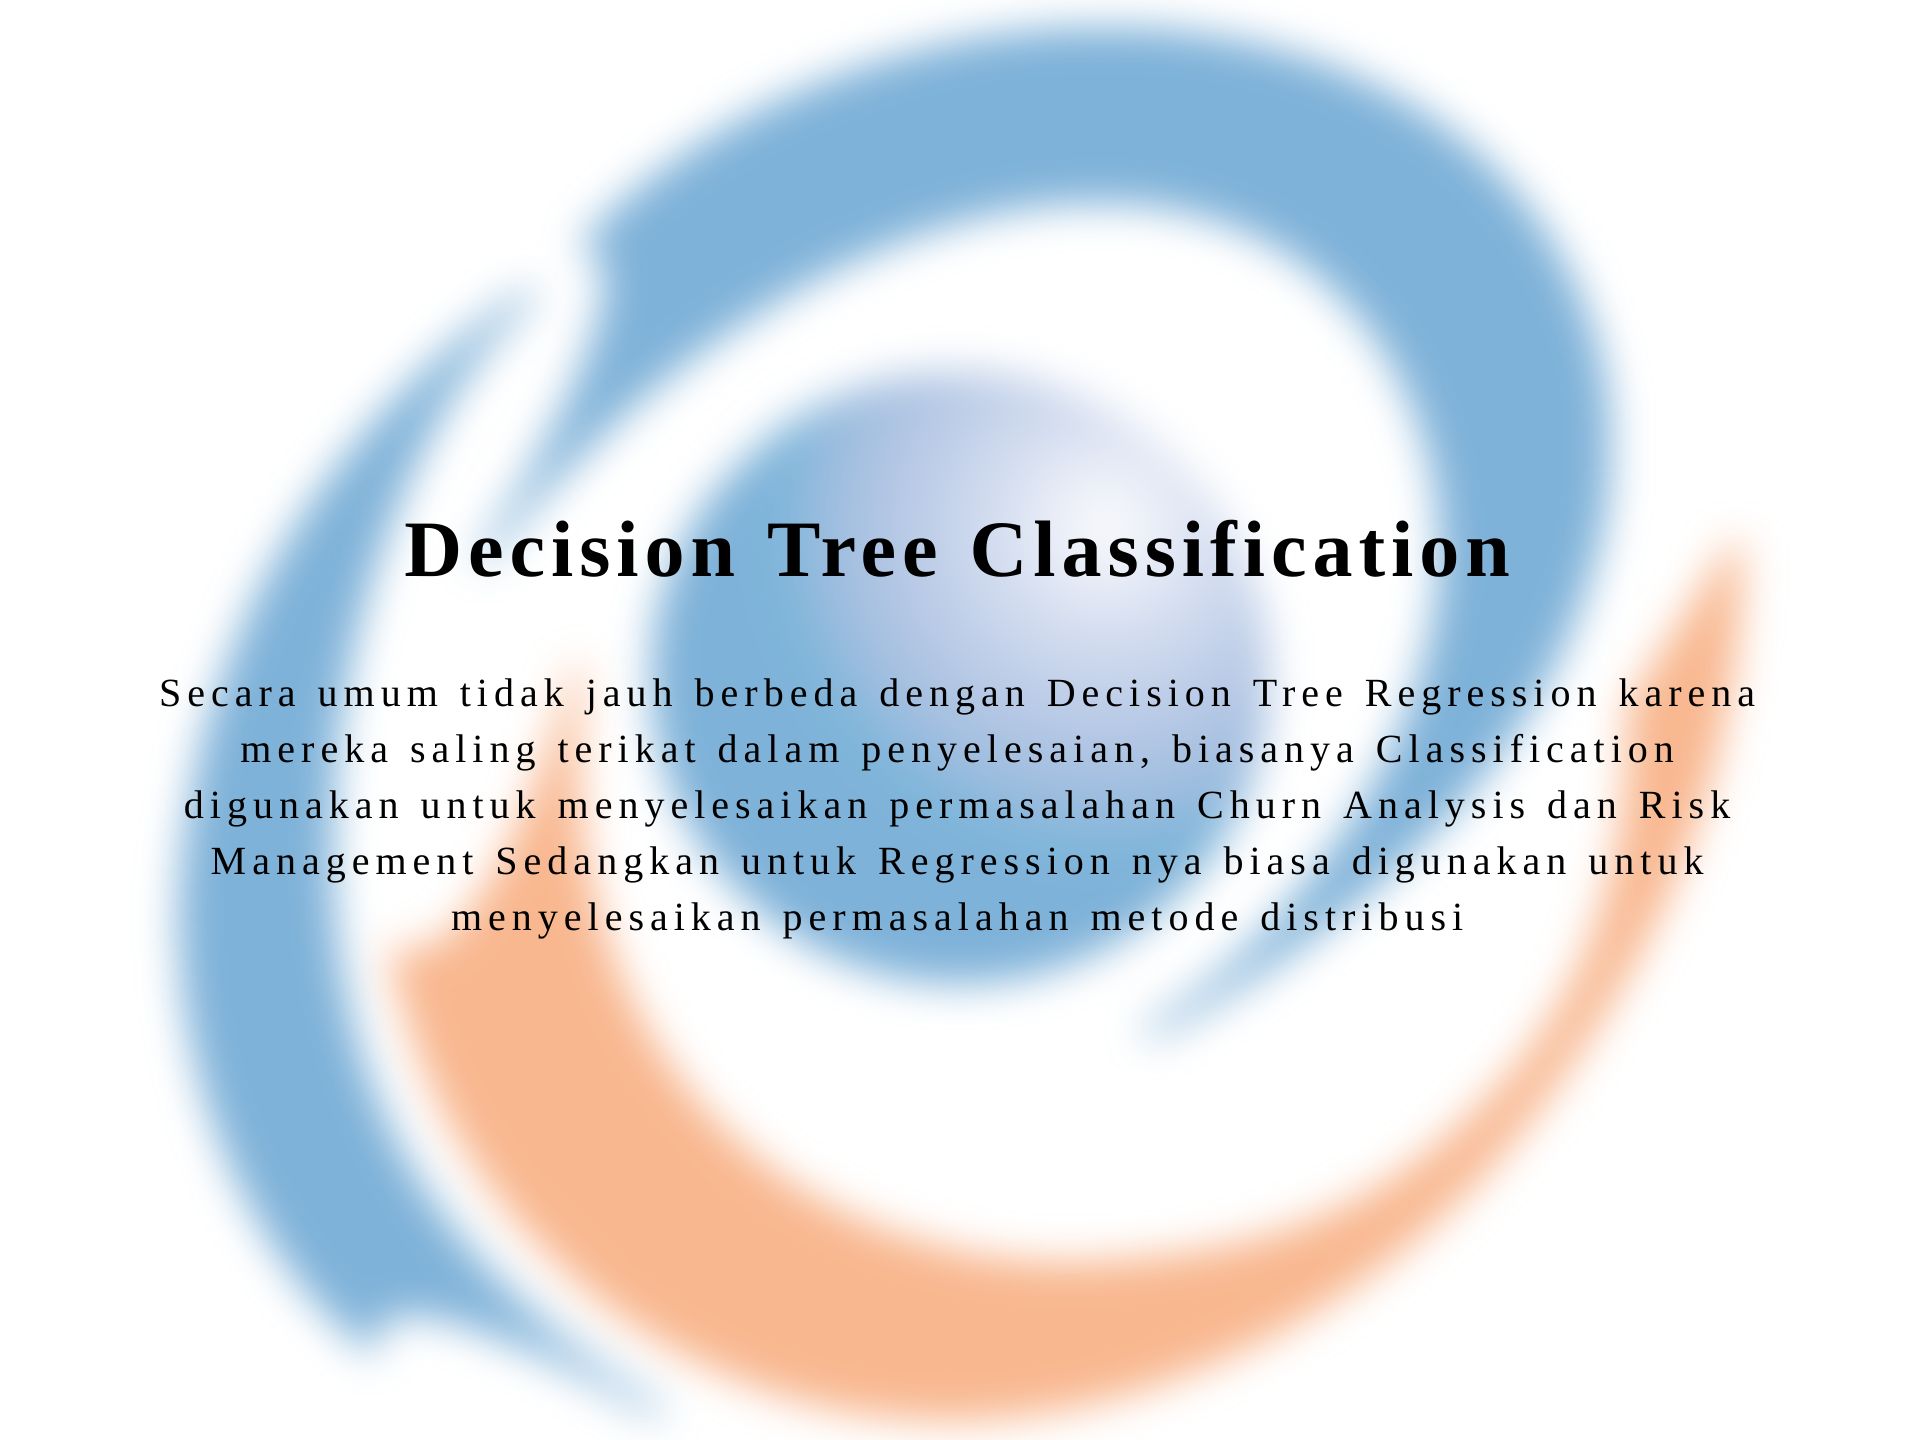 Decision Tree Classification
Secara umum tidak jauh berbeda dengan Decision Tree Regression karena
mereka saling terikat dalam penyelesaian, biasanya Classification
digunakan untuk menyelesaikan permasalahan Churn Analysis dan Risk
Management Sedangkan untuk Regression nya biasa digunakan untuk
menyelesaikan permasalahan metode distribusi